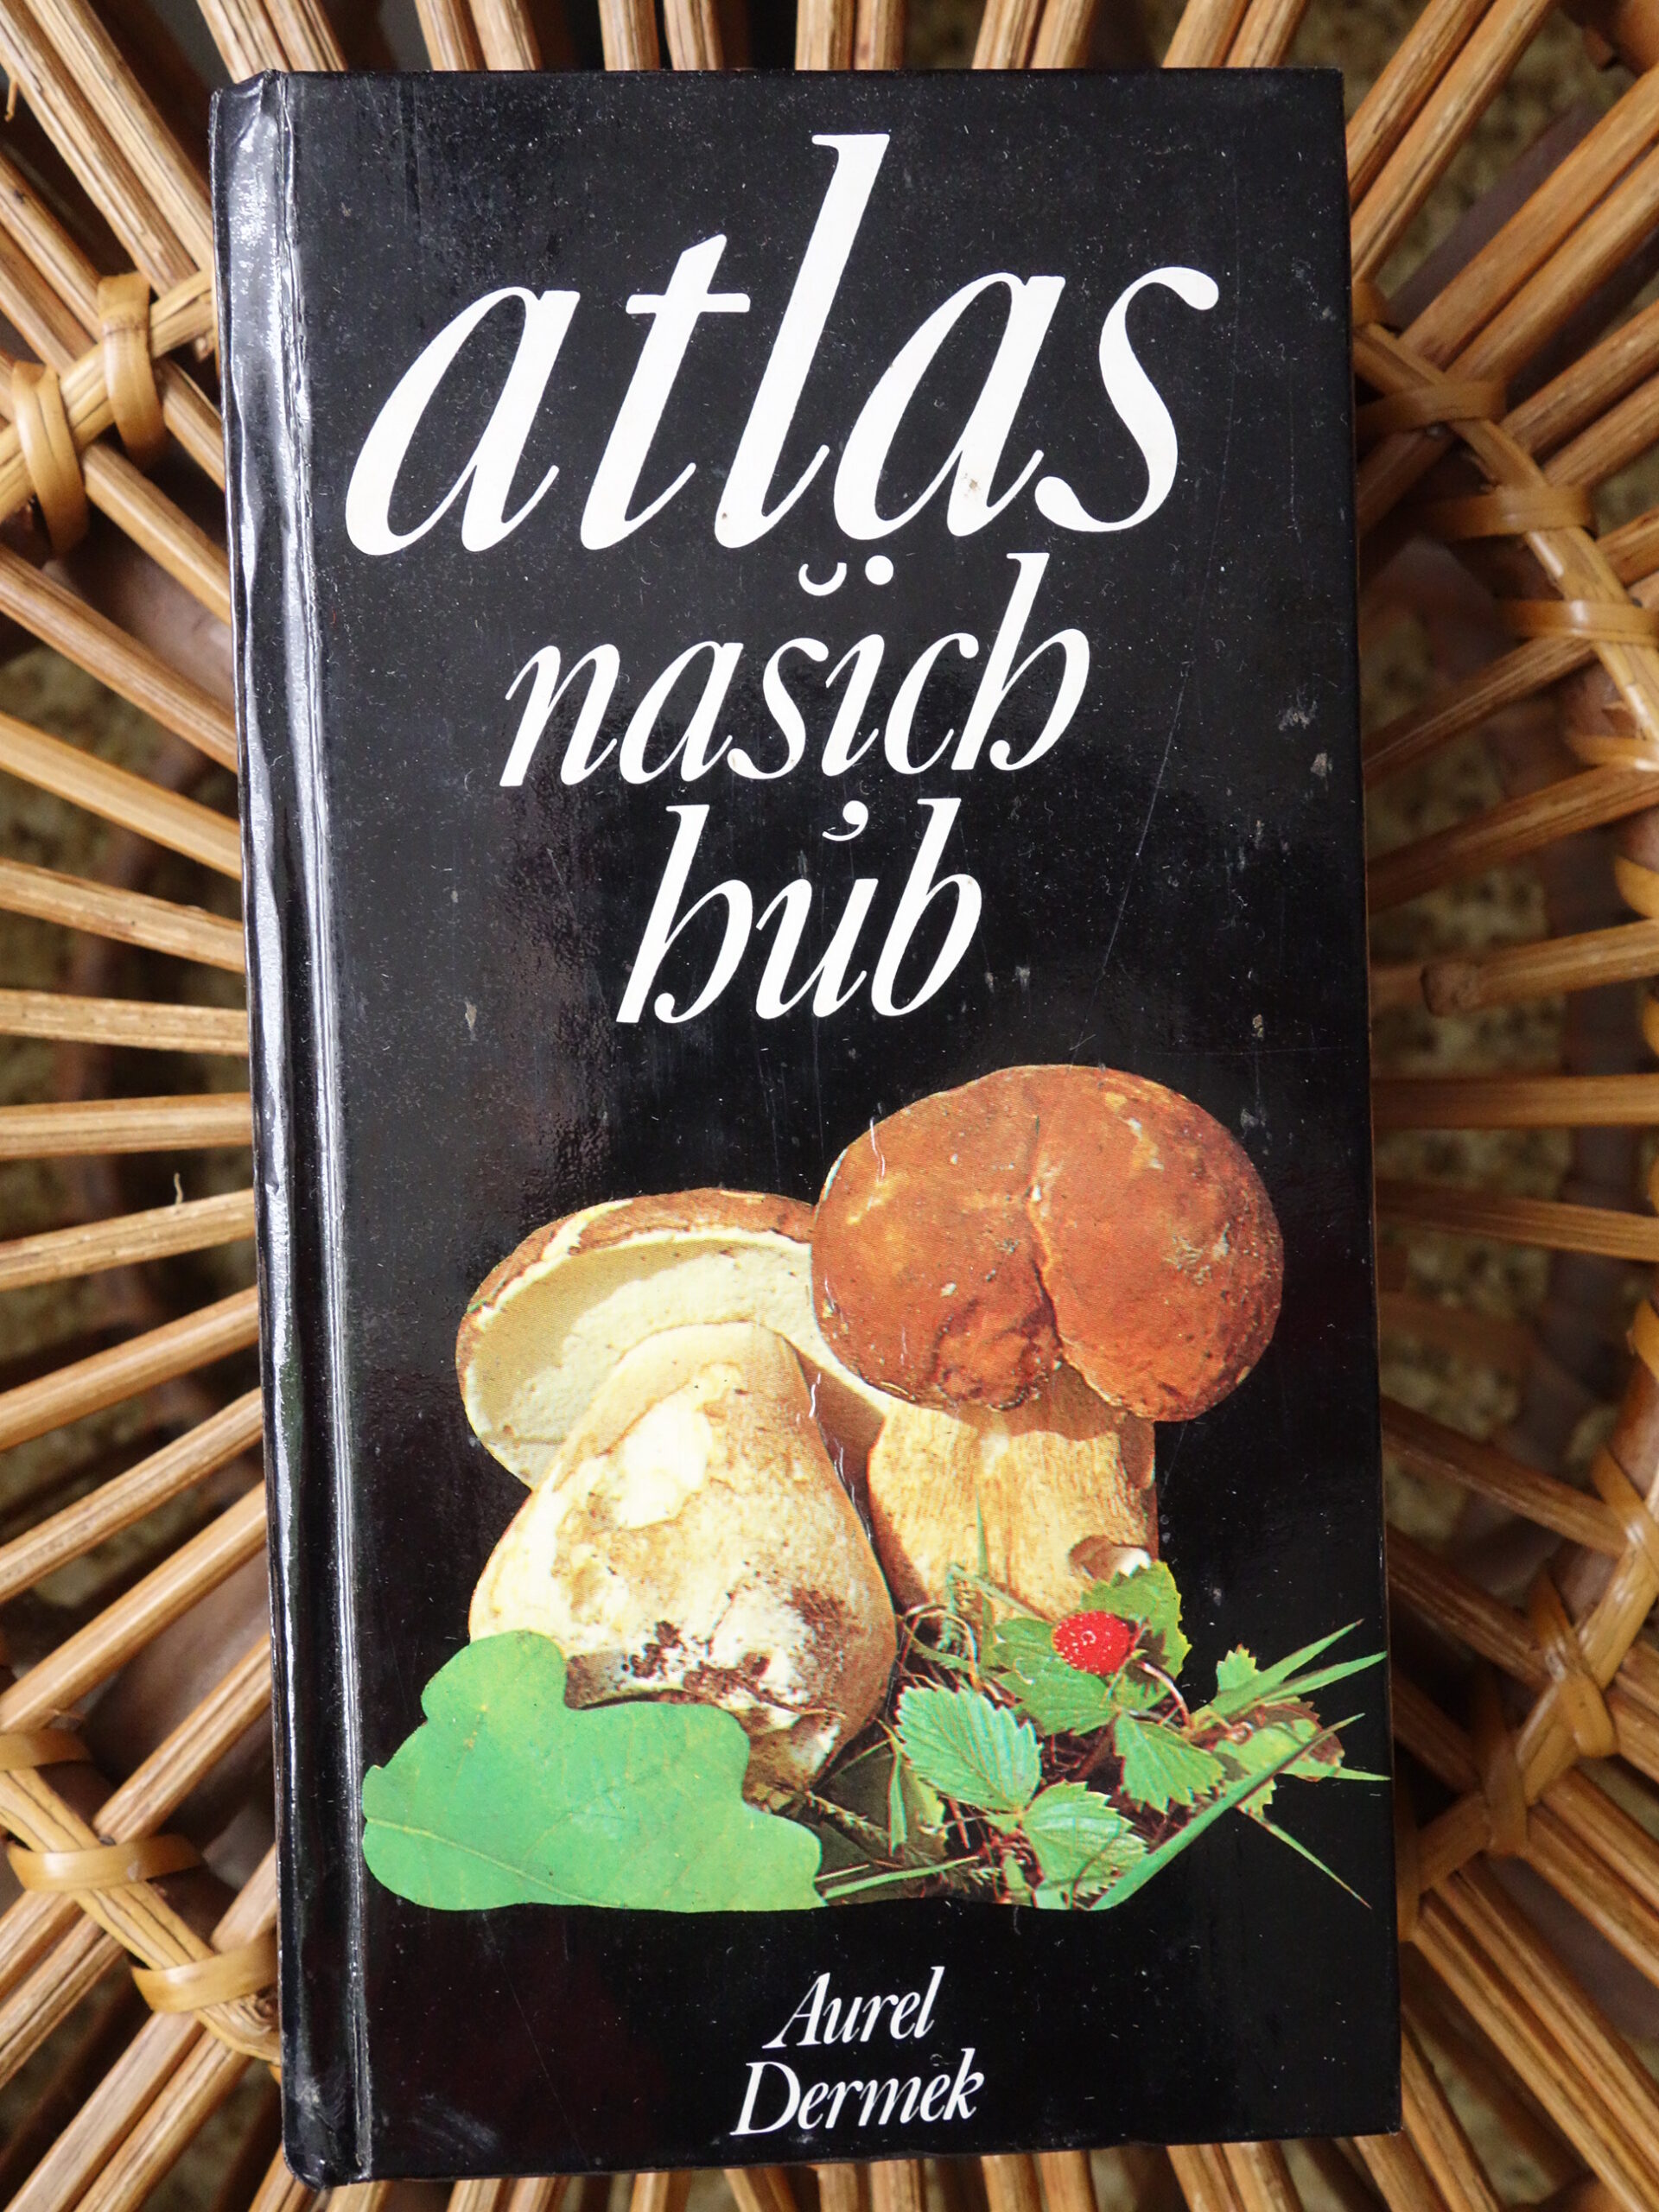 atlas
našich
húb
Aurel
Dermek